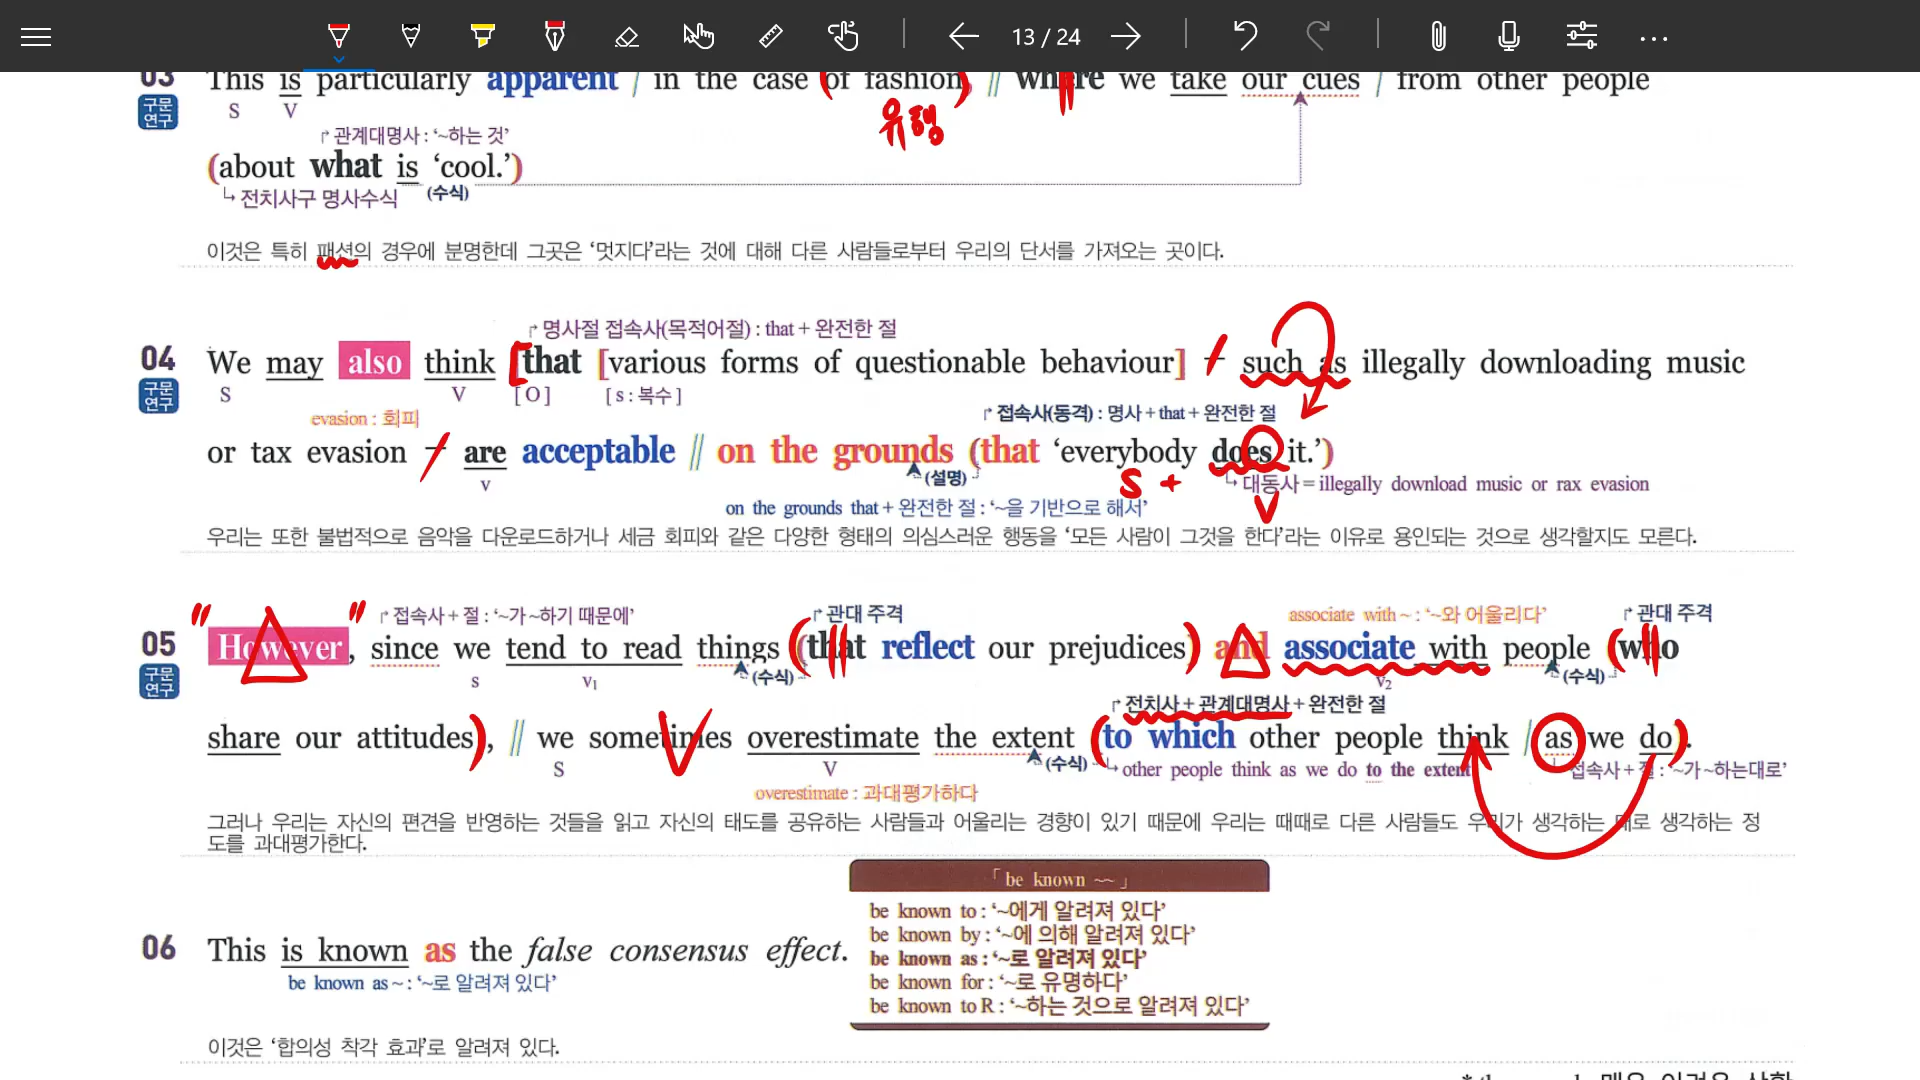 13 / 24
03 This is particularly apparent / in the case (of fashion) // where we take our cues / from other people
구문
연구
S V
유행
↱ 관계대명사 : ‘~하는 것’
(about what is ‘cool.’)
↳ 전치사구 명사수식 (수식)
이것은 특히 패션의 경우에 분명한데 그곳은 ‘멋지다’라는 것에 대해 다른 사람들로부터 우리의 단서를 가져오는 곳이다.
↱ 명사절 접속사(목적어절) : that + 완전한 절
04 We may also think [that [various forms of questionable behaviour] - such as illegally downloading music
구문
연구
S V [ O ] [ s : 복수 ]
evasion : 회피 ↱ 접속사(동격) : 명사 + that + 완전한 절
or tax evasion - are acceptable // on the grounds (that ‘everybody does it.’)
v (설명) S + V ↳ 대동사 = illegally download music or rax evasion
on the grounds that + 완전한 절 : ‘~을 기반으로 해서’
우리는 또한 불법적으로 음악을 다운로드하거나 세금 회피와 같은 다양한 형태의 의심스러운 행동을 ‘모든 사람이 그것을 한다’라는 이유로 용인되는 것으로 생각할지도 모른다.
" " ↱ 접속사 + 절 : ‘~가 ~하기 때문에’ ↱ 관대 주격 associate with ~ : ‘~와 어울리다’ ↱ 관대 주격
05 However, since we tend to read things (that reflect our prejudices) and associate with people (who
구문
연구
s v₁ (수식) v₂ (수식)
↱ 전치사 + 관계대명사 + 완전한 절
share our attitudes), // we sometimes overestimate the extent (to which other people think / as we do).
S V (수식) ↳ other people think as we do to the extent ↳ 접속사 + 절 : ‘~가 ~하는대로’
overestimate : 과대평가하다
그러나 우리는 자신의 편견을 반영하는 것들을 읽고 자신의 태도를 공유하는 사람들과 어울리는 경향이 있기 때문에 우리는 때때로 다른 사람들도 우리가 생각하는 대로 생각하는 정
도를 과대평가한다.
「 be known ~~ 」
be known to : ‘~에게 알려져 있다’
be known by : ‘~에 의해 알려져 있다’
be known as : ‘~로 알려져 있다’
be known for : ‘~로 유명하다’
be known to R : ‘~하는 것으로 알려져 있다’
06 This is known as the false consensus effect.
be known as ~ : ‘~로 알려져 있다’
이것은 ‘합의성 착각 효과’로 알려져 있다.